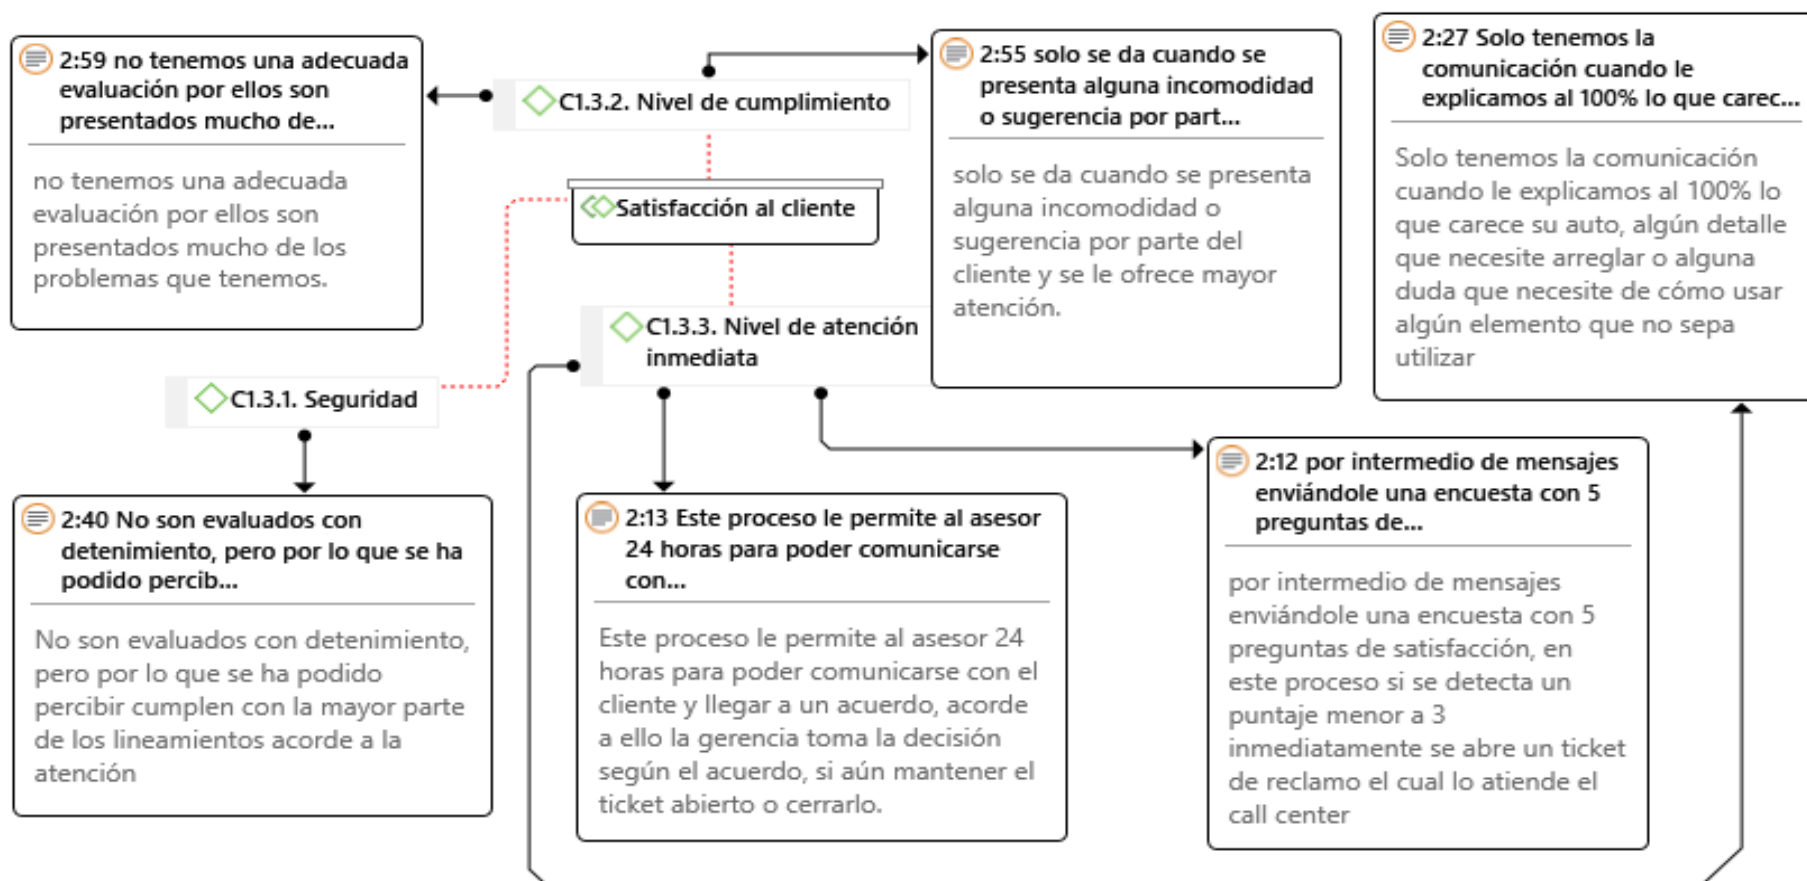 2:59 no tenemos una adecuada
evaluación por ellos son
presentados mucho de...
no tenemos una adecuada
evaluación por ellos son
presentados mucho de los
problemas que tenemos.
C1.3.2. Nivel de cumplimiento
2:55 solo se da cuando se
presenta alguna incomodidad
o sugerencia por part...
solo se da cuando se presenta
alguna incomodidad o
sugerencia por parte del
cliente y se le ofrece mayor
atención.
2:27 Solo tenemos la
comunicación cuando le
explicamos al 100% lo que carec...
Solo tenemos la comunicación
cuando le explicamos al 100% lo
que carece su auto, algún detalle
que necesite arreglar o alguna
duda que necesite de cómo usar
algún elemento que no sepa
utilizar
Satisfacción al cliente
C1.3.3. Nivel de atención
inmediata
C1.3.1. Seguridad
2:40 No son evaluados con
detenimiento, pero por lo que se ha
podido percib...
No son evaluados con detenimiento,
pero por lo que se ha podido
percibir cumplen con la mayor parte
de los lineamientos acorde a la
atención
2:13 Este proceso le permite al asesor
24 horas para poder comunicarse
con...
Este proceso le permite al asesor 24
horas para poder comunicarse con el
cliente y llegar a un acuerdo, acorde
a ello la gerencia toma la decisión
según el acuerdo, si aún mantener el
ticket abierto o cerrarlo.
2:12 por intermedio de mensajes
enviándole una encuesta con 5
preguntas de...
por intermedio de mensajes
enviándole una encuesta con 5
preguntas de satisfacción, en
este proceso si se detecta un
puntaje menor a 3
inmediatamente se abre un ticket
de reclamo el cual lo atiende el
call center